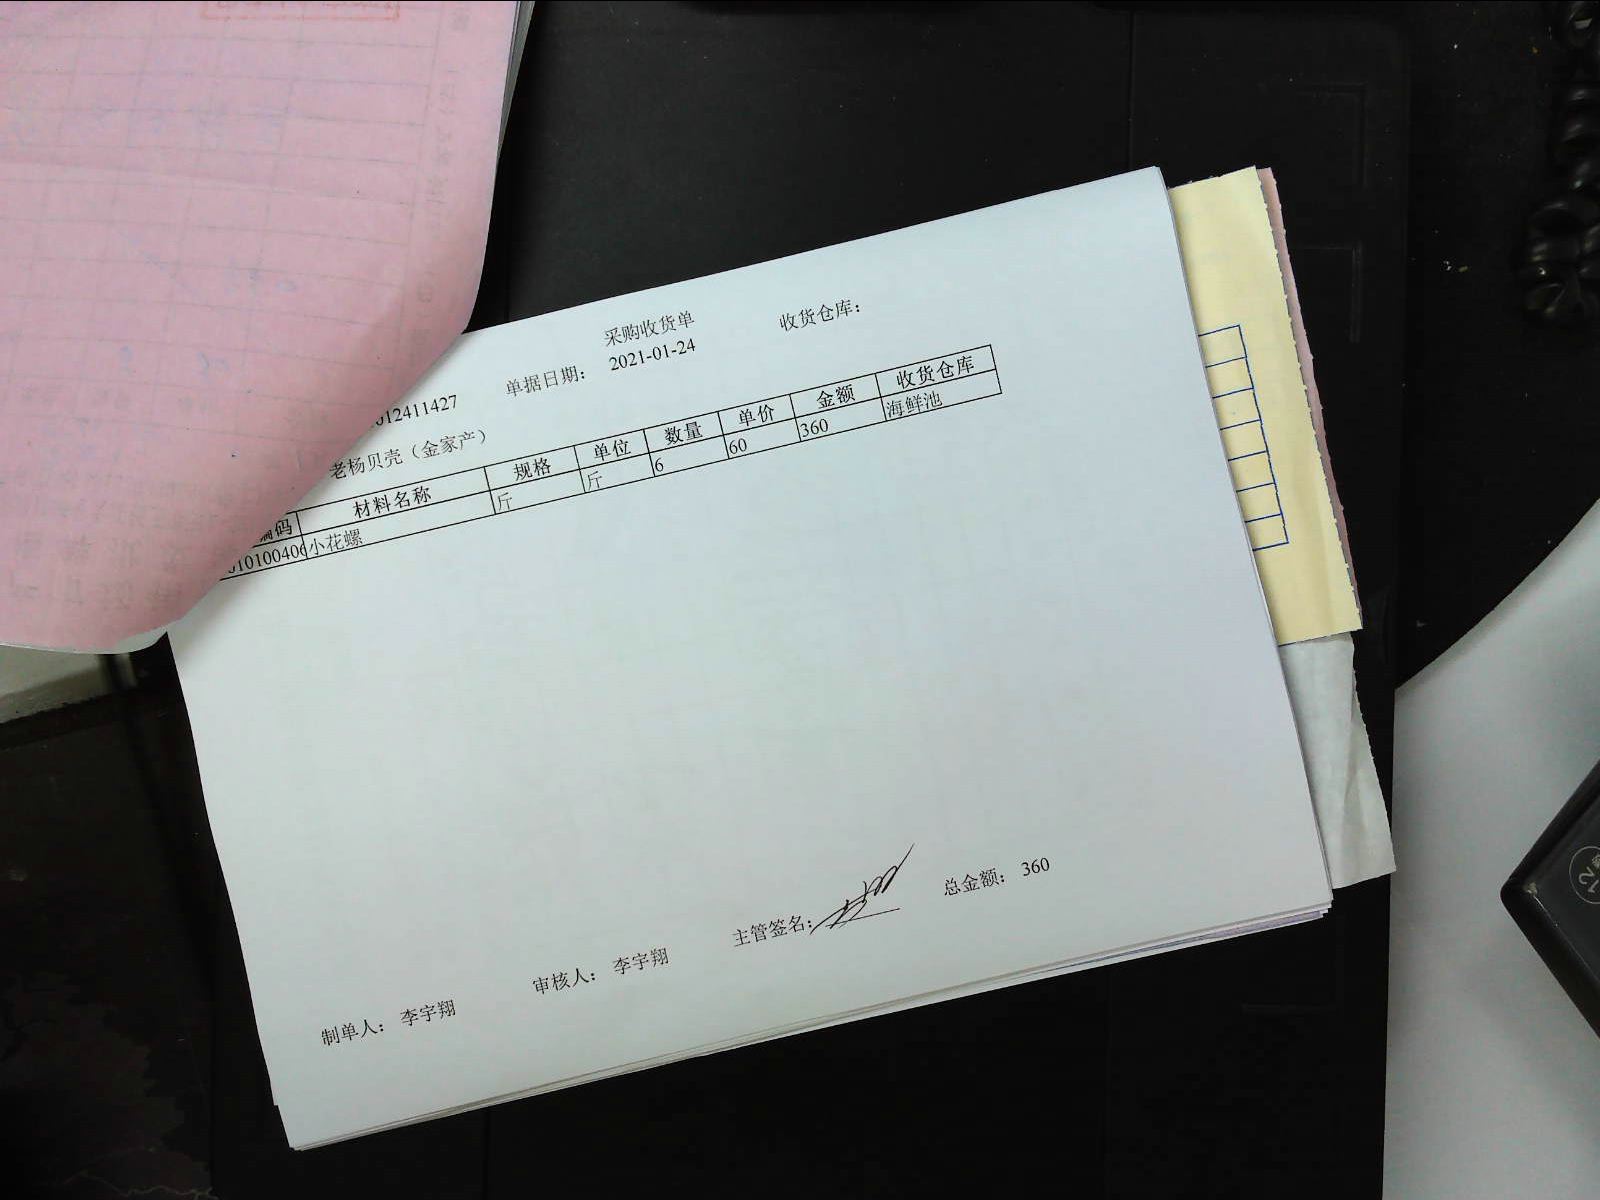 采购收货单
单据日期： 2021-01-24 收货仓库：
012411427
老杨贝壳（金家产）
编码 材料名称 规格 单位 数量 单价 金额 收货仓库
010100406 小花螺 斤 斤 6 60 360 海鲜池
制单人： 李宇翔 审核人： 李宇翔 主管签名: 总金额： 360